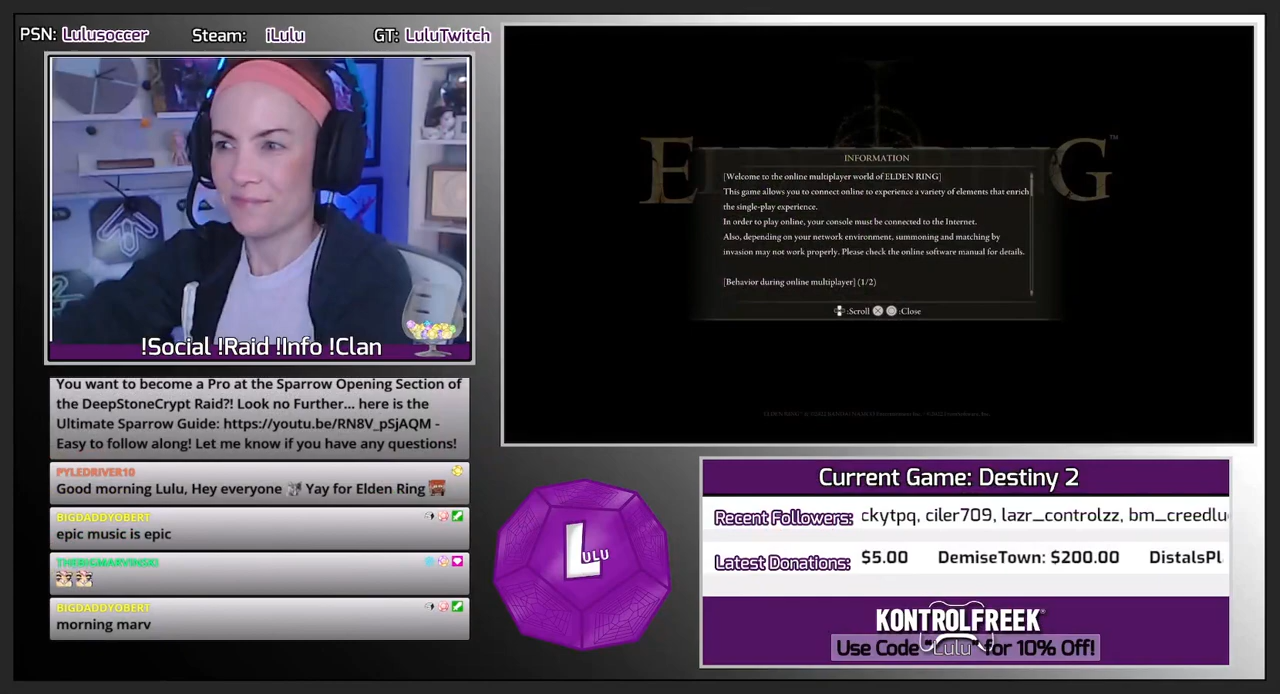 PSN: Lulusoccer Steam: iLulu GT: LuluTwitch
!Social !Raid !Info !Clan
You want to become a Pro at the Sparrow Opening Section of
the DeepStoneCrypt Raid?! Look no Further... here is the
Ultimate Sparrow Guide: https://youtu.be/RN8V_pSjAQM -
Easy to follow along! Let me know if you have any questions!
PYLEDRIVER10
Good morning Lulu, Hey everyone Yay for Elden Ring
BIGDADDYOBERT
epic music is epic
THEBIGMARVINSKI
BIGDADDYOBERT
morning marv
E G™
INFORMATION
[Welcome to the online multiplayer world of ELDEN RING]
This game allows you to connect online to experience a variety of elements that enrich
the single-play experience.
In order to play online, your console must be connected to the Internet.
Also, depending on your network environment, summoning and matching by
invasion may not work properly. Please check the online software manual for details.
[Behavior during online multiplayer] (1/2)
:Scroll :Close
L ULU
Current Game: Destiny 2
Recent Followers: ckytpq, ciler709, lazr_controlzz, bm_creedlu
Latest Donations: $5.00 DemiseTown: $200.00 DistalsPl
KONTROLFREEK
Use Code "Lulu" for 10% Off!